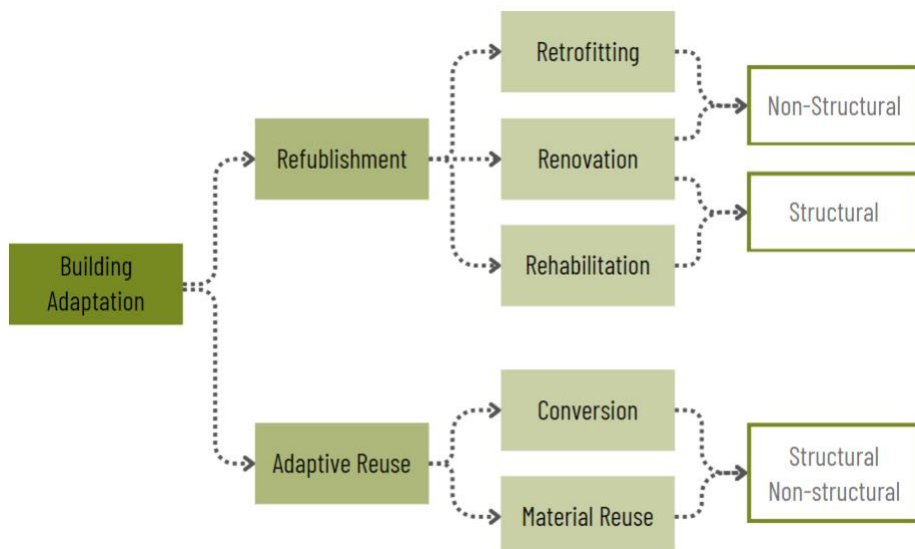 Retrofitting
Non-Structural
Refublishment
Renovation
Structural
Rehabilitation
Building
Adaptation
Conversion
Adaptive Reuse
Structural
Non-structural
Material Reuse